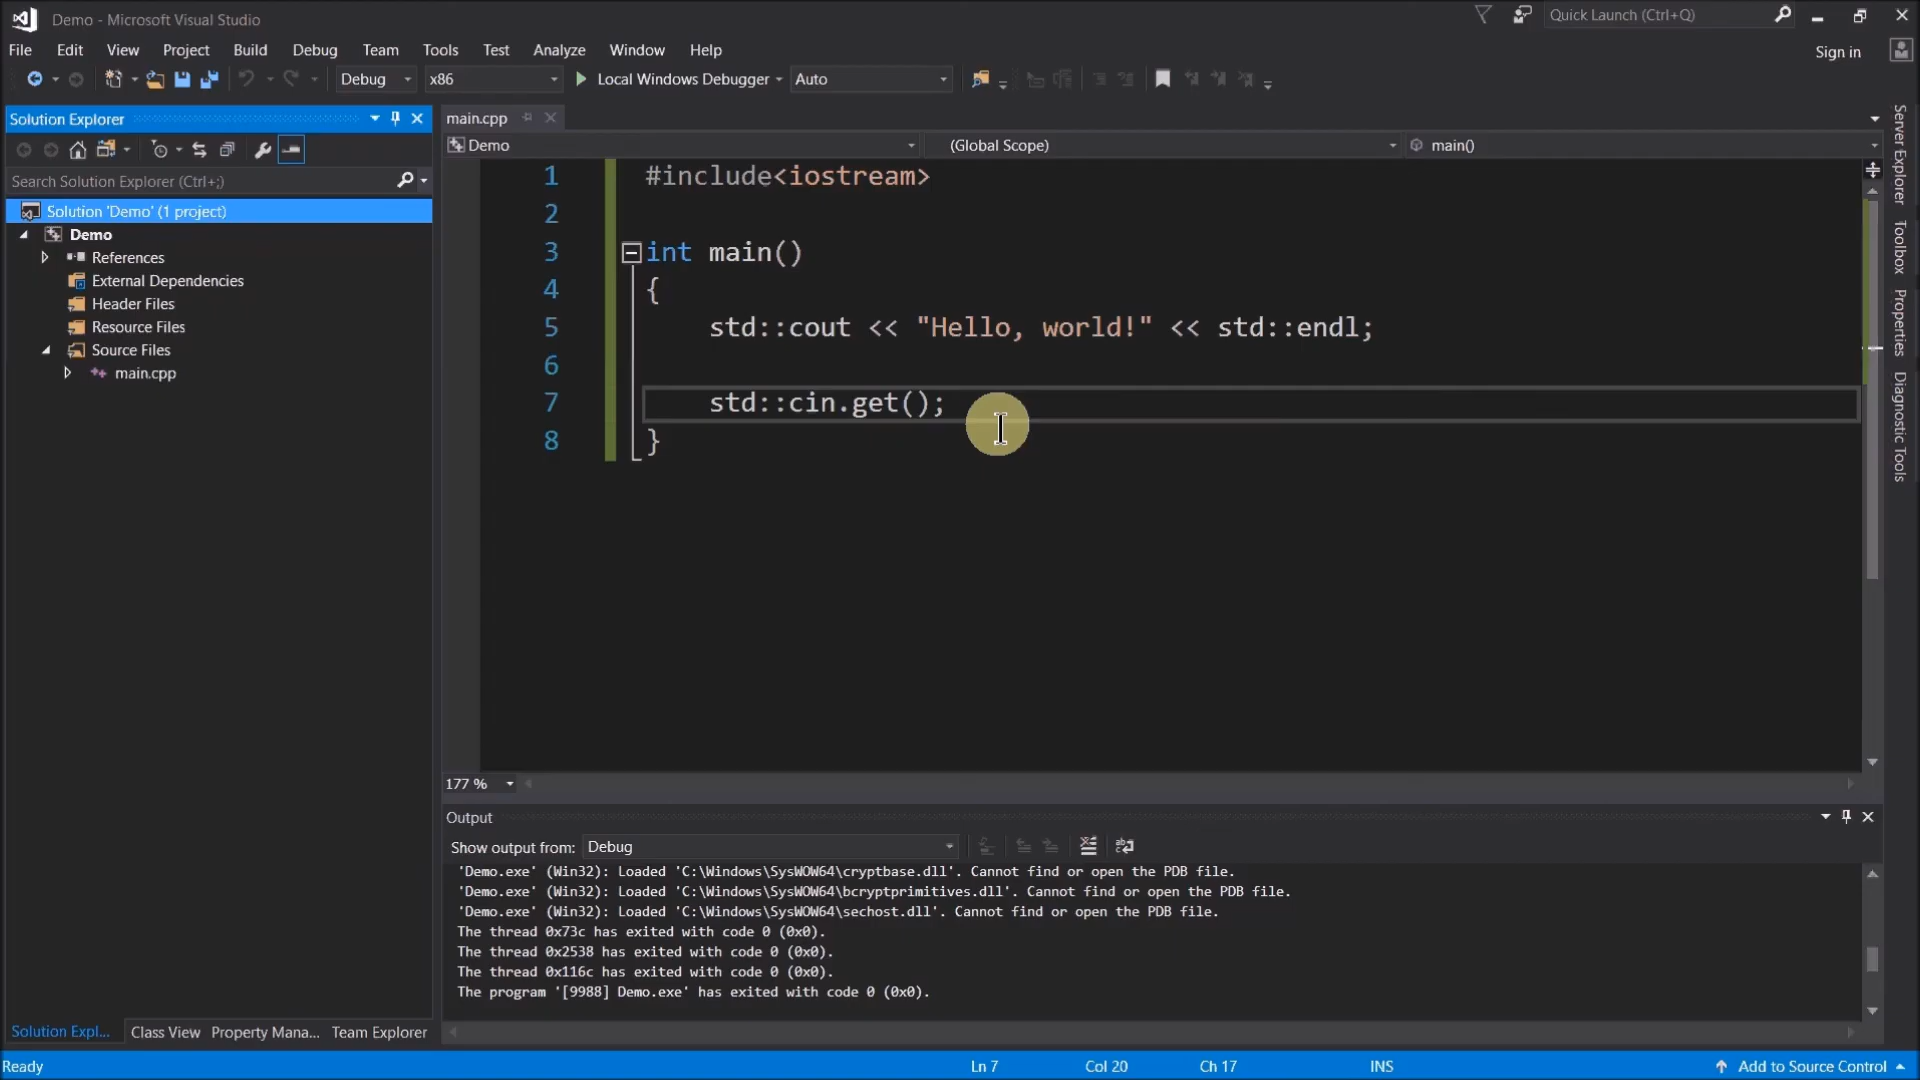 Demo - Microsoft Visual Studio
Quick Launch (Ctrl+Q)
File Edit View Project Build Debug Team Tools Test Analyze Window Help
Sign in
Debug x86 Local Windows Debugger Auto
Solution Explorer
Search Solution Explorer (Ctrl+;)
Solution 'Demo' (1 project)
Demo
References
External Dependencies
Header Files
Resource Files
Source Files
main.cpp
Solution Expl... Class View Property Mana... Team Explorer
main.cpp
Demo (Global Scope) main()
1 #include<iostream>
2
3 int main()
4 {
5 std::cout << "Hello, world!" << std::endl;
6
7 std::cin.get();
8 }
177 %
Output
Show output from: Debug
'Demo.exe' (Win32): Loaded 'C:\Windows\SysWOW64\cryptbase.dll'. Cannot find or open the PDB file.
'Demo.exe' (Win32): Loaded 'C:\Windows\SysWOW64\bcryptprimitives.dll'. Cannot find or open the PDB file.
'Demo.exe' (Win32): Loaded 'C:\Windows\SysWOW64\sechost.dll'. Cannot find or open the PDB file.
The thread 0x73c has exited with code 0 (0x0).
The thread 0x2538 has exited with code 0 (0x0).
The thread 0x116c has exited with code 0 (0x0).
The program '[9988] Demo.exe' has exited with code 0 (0x0).
Server Explorer
Toolbox
Properties
Diagnostic Tools
Ready Ln 7 Col 20 Ch 17 INS Add to Source Control